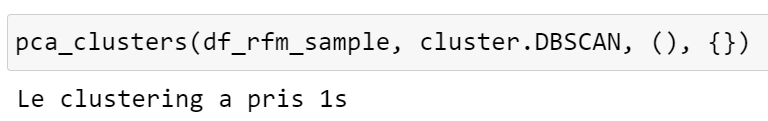 pca_clusters(df_rfm_sample, cluster.DBSCAN, (), {})
Le clustering a pris 1s